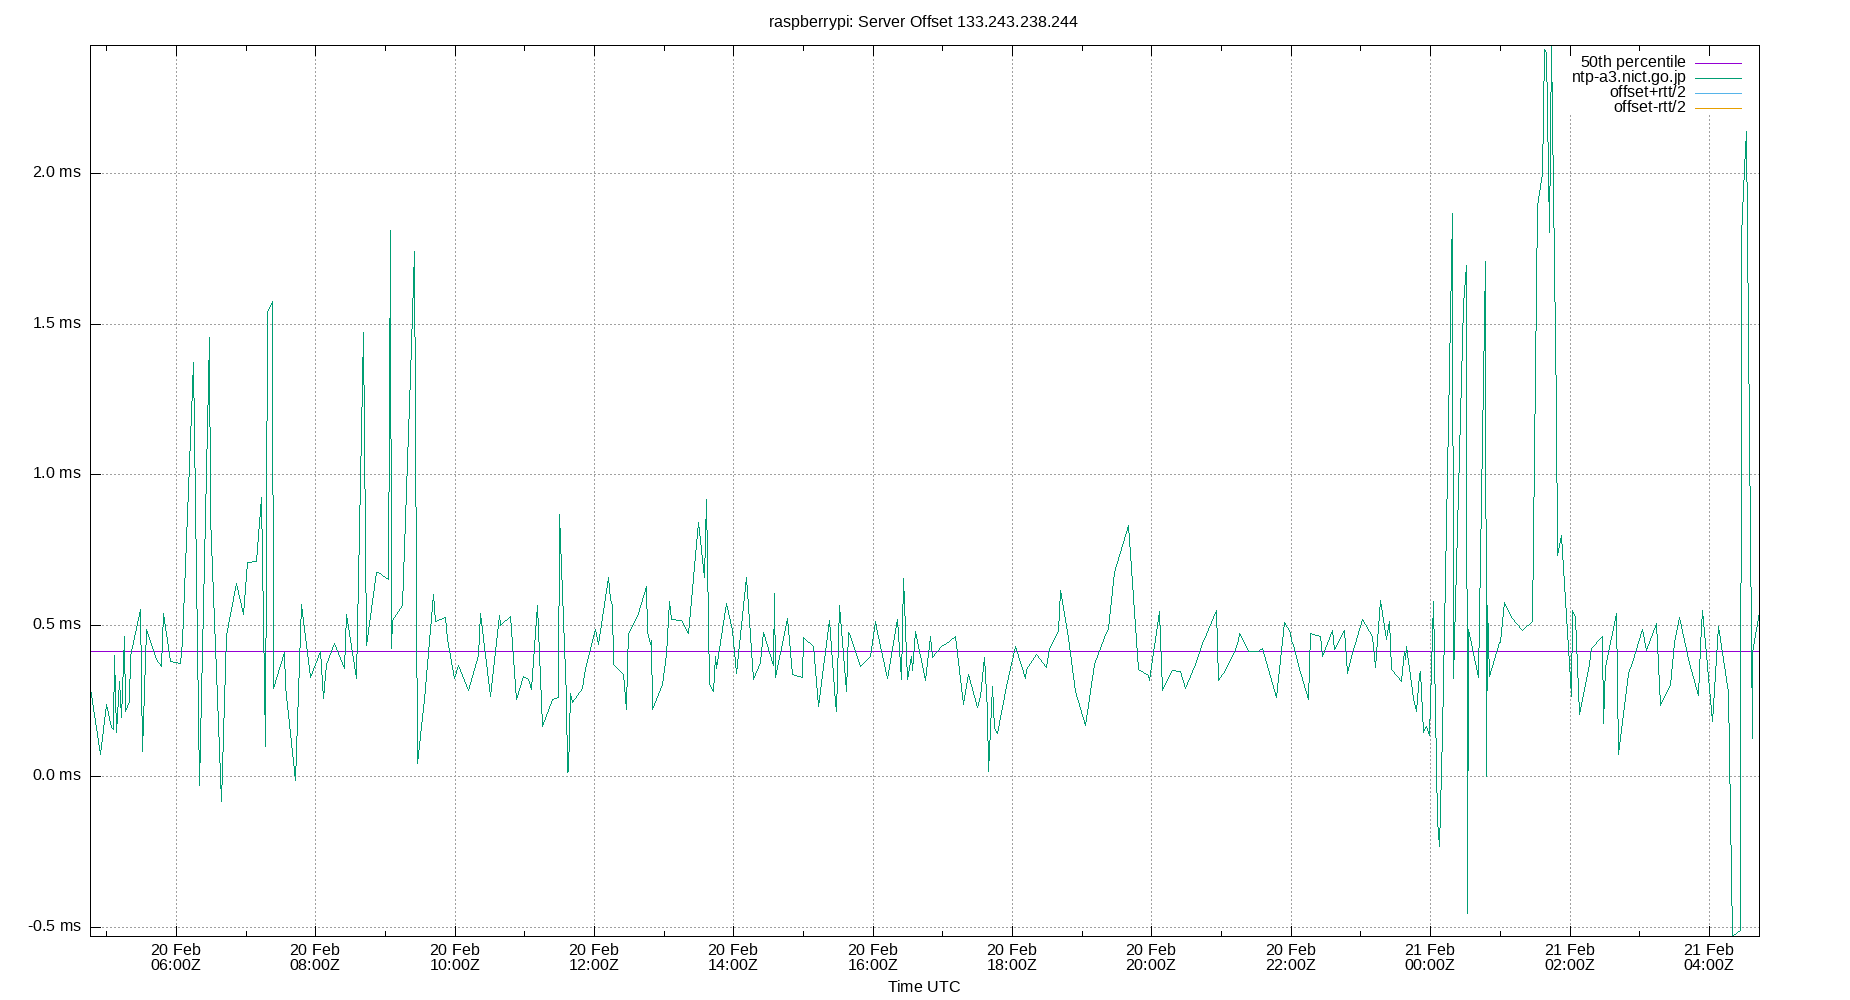 raspberrypi: Server Offset 133.243.238.244
50th percentile
ntp-a3.nict.go.jp
offset+rtt/2
offset-rtt/2
2.0 ms
1.5 ms
1.0 ms
0.5 ms
0.0 ms
-0.5 ms
20 Feb 20 Feb 20 Feb 20 Feb 20 Feb 20 Feb 20 Feb 20 Feb 20 Feb 21 Feb 21 Feb 21 Feb
06:00Z 08:00Z 10:00Z 12:00Z 14:00Z 16:00Z 18:00Z 20:00Z 22:00Z 00:00Z 02:00Z 04:00Z
Time UTC